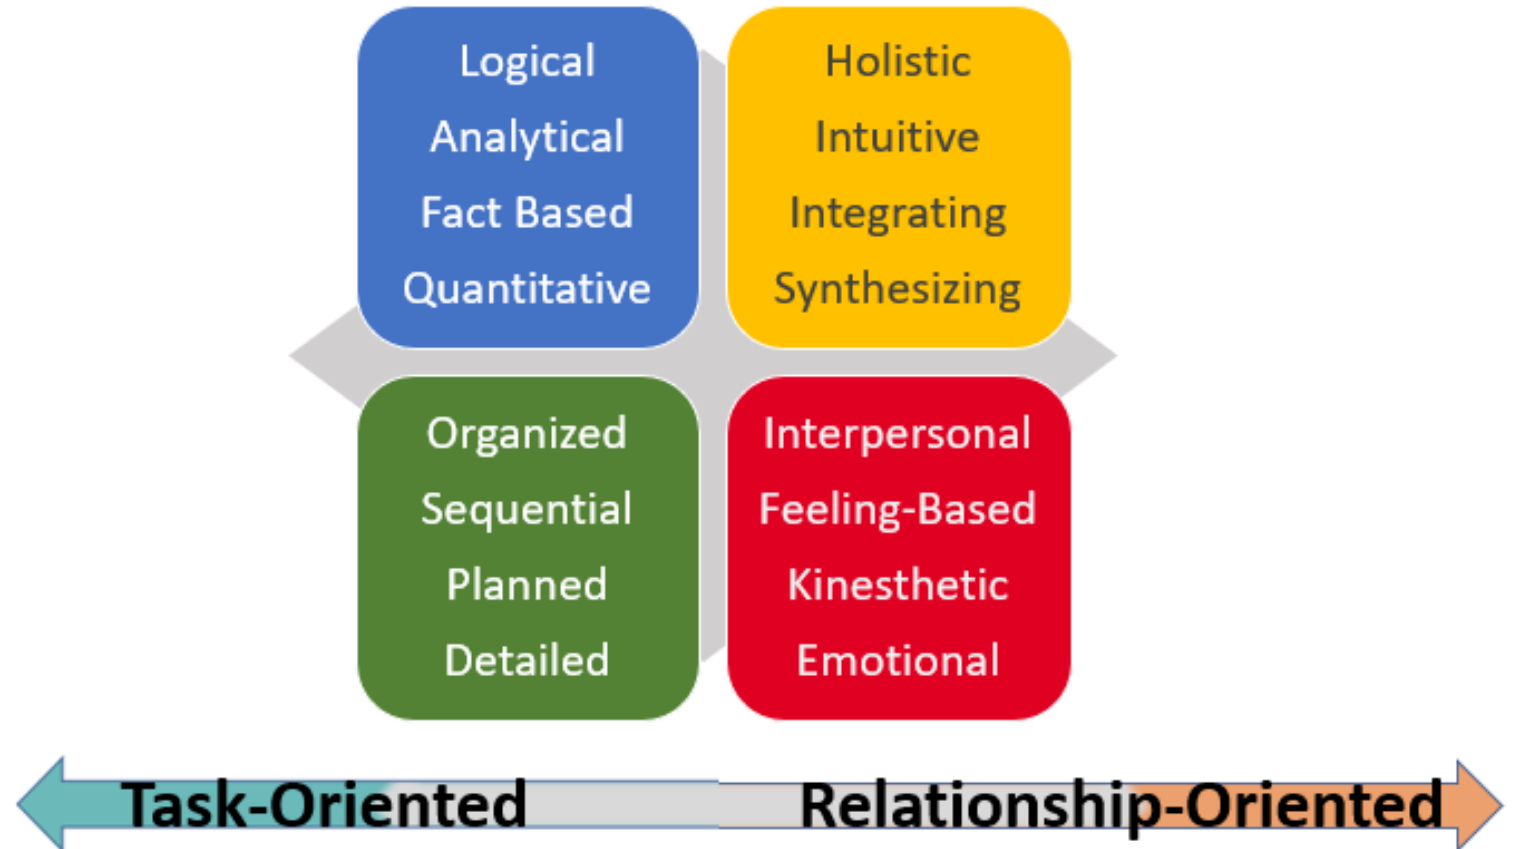 Logical
Analytical
Fact Based
Quantitative
Holistic
Intuitive
Integrating
Synthesizing
Organized
Sequential
Planned
Detailed
Interpersonal
Feeling-Based
Kinesthetic
Emotional
Task-Oriented
Relationship-Oriented